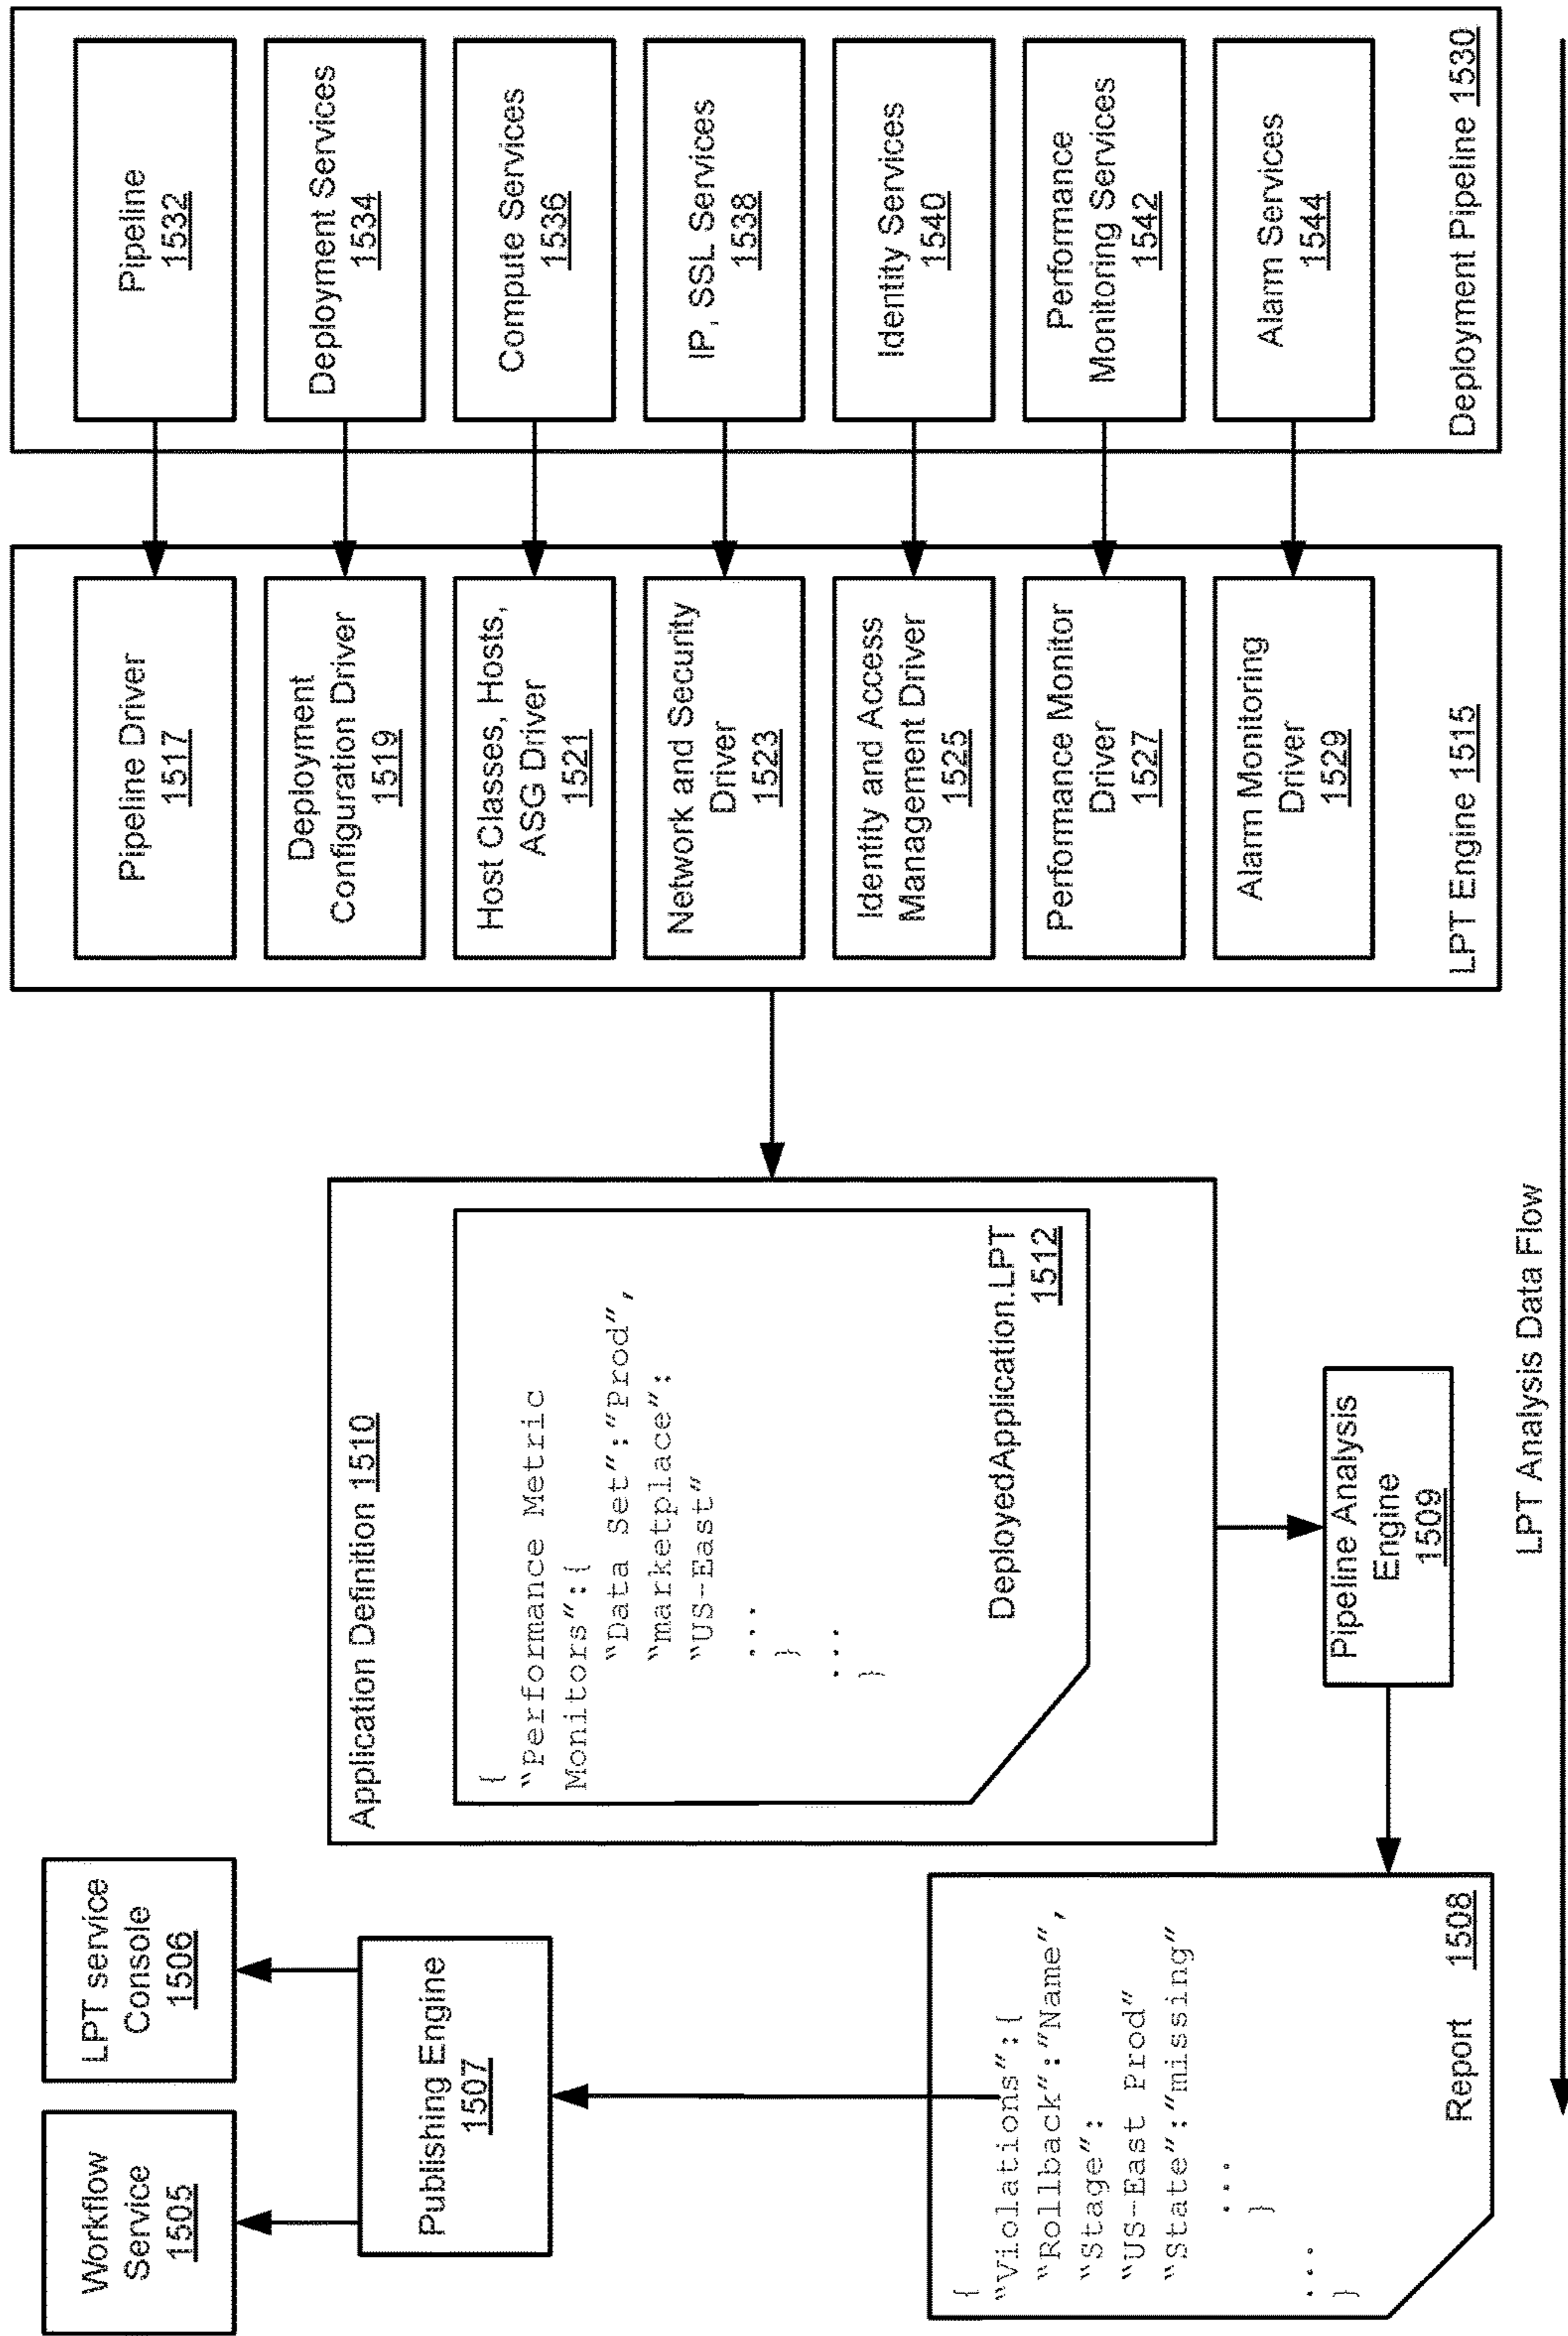 Workflow
Service
1505
LPT service
Console
1506
Publishing Engine
1507
{
“Violations”:{
“Rollback”:“Name”,
“Stage”:
“US-East Prod”
“State”:“missing”
...
}
...
}
Report 1508
Application Definition 1510
{
“Performance Metric
Monitors”:{
“Data Set”:“Prod”,
“marketplace”:
“US-East”
...
}
...
}
DeployedApplication.LPT
1512
Pipeline Analysis
Engine
1509
Pipeline Driver
1517
Deployment
Configuration Driver
1519
Host Classes, Hosts,
ASG Driver
1521
Network and Security
Driver
1523
Identity and Access
Management Driver
1525
Performance Monitor
Driver
1527
Alarm Monitoring
Driver
1529
LPT Engine 1515
Pipeline
1532
Deployment Services
1534
Compute Services
1536
IP, SSL Services
1538
Identity Services
1540
Performance
Monitoring Services
1542
Alarm Services
1544
Deployment Pipeline 1530
LPT Analysis Data Flow